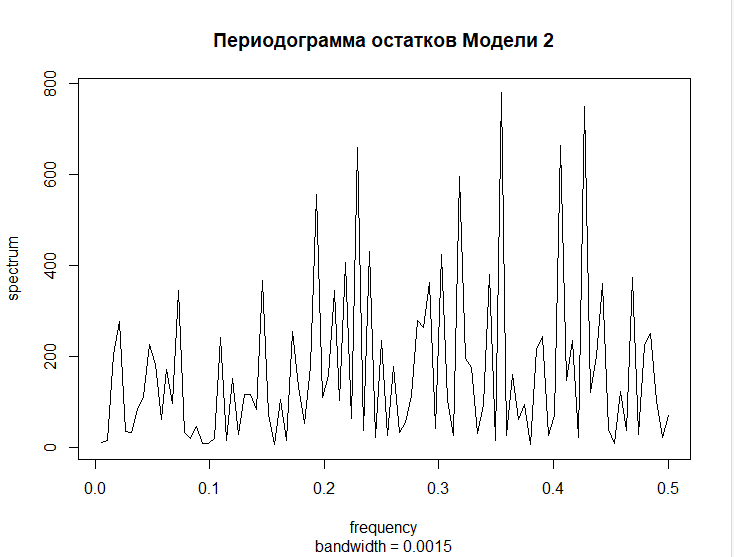 Периодограмма остатков Модели 2
spectrum
800
600
400
200
0
0.0 0.1 0.2 0.3 0.4 0.5
frequency
bandwidth = 0.0015